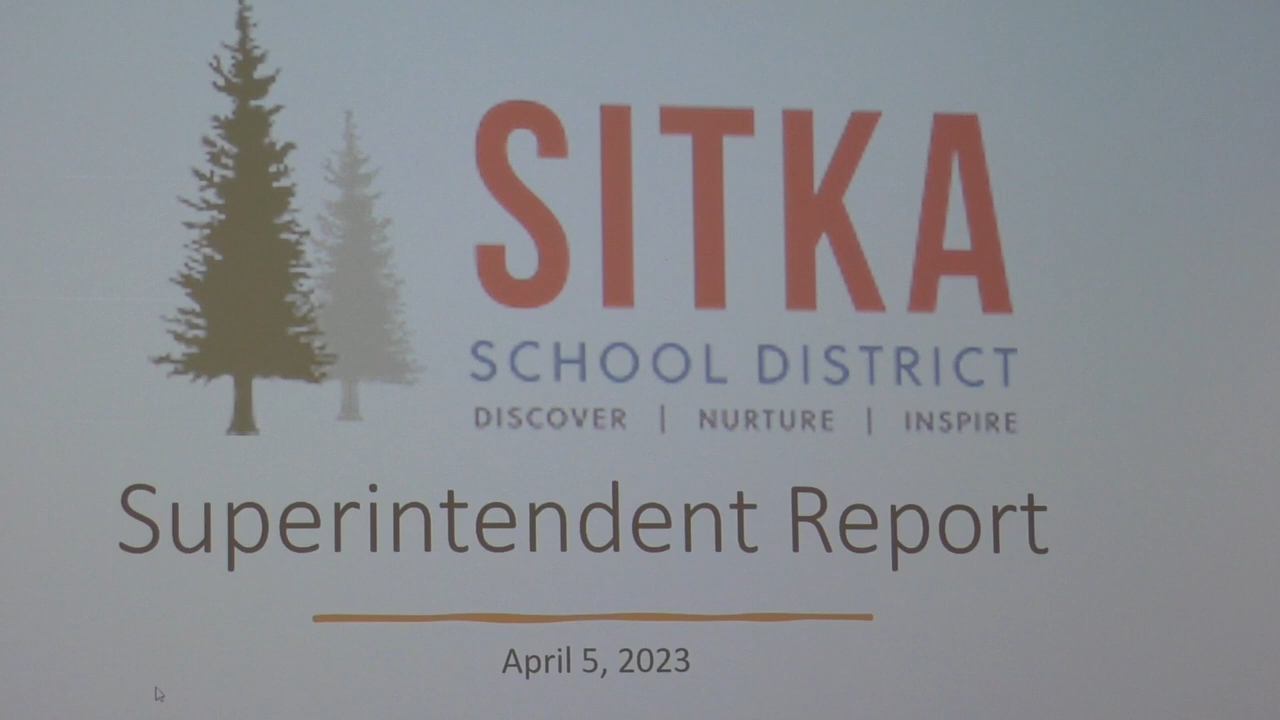 SITKA
SCHOOL DISTRICT
DISCOVER | NURTURE | INSPIRE
Superintendent Report
April 5, 2023